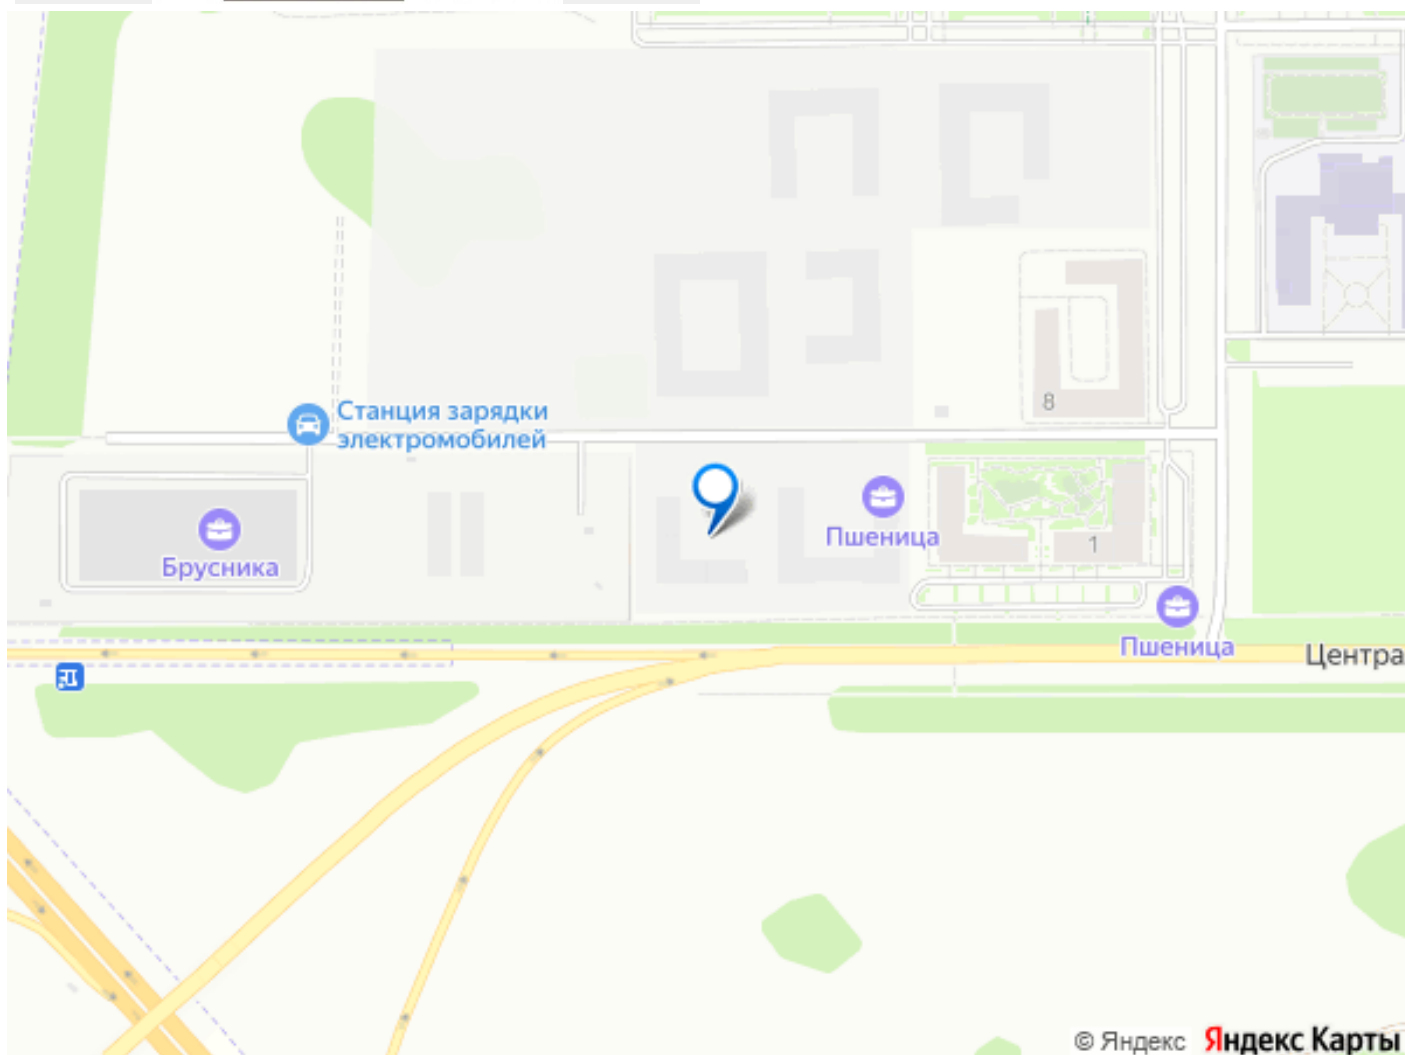 8
Станция зарядки
электромобилей
Пшеница
Брусника
1
Пшеница
Центра
© Яндекс Яндекс Карты